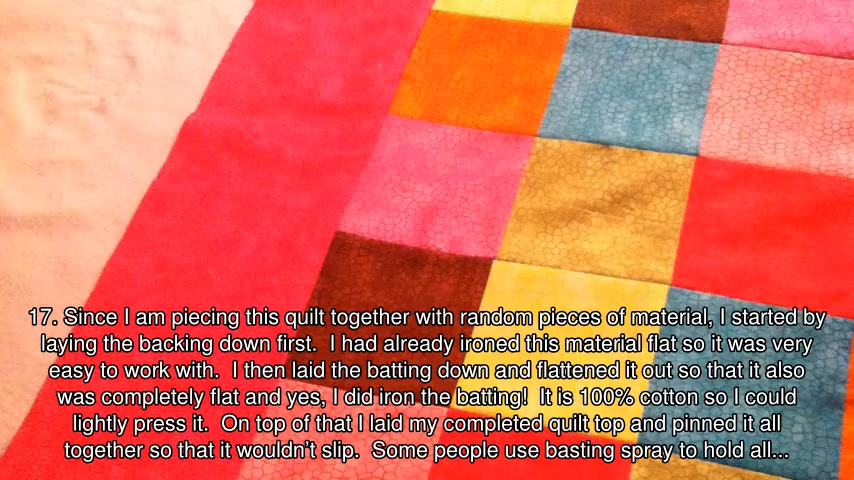 17. Since I am piecing this quilt together with random pieces of material, I started by
laying the backing down first.  I had already ironed this material flat so it was very
easy to work with.  I then laid the batting down and flattened it out so that it also
was completely flat and yes, I did iron the batting!  It is 100% cotton so I could
lightly press it.  On top of that I laid my completed quilt top and pinned it all
together so that it wouldn't slip.  Some people use basting spray to hold all...